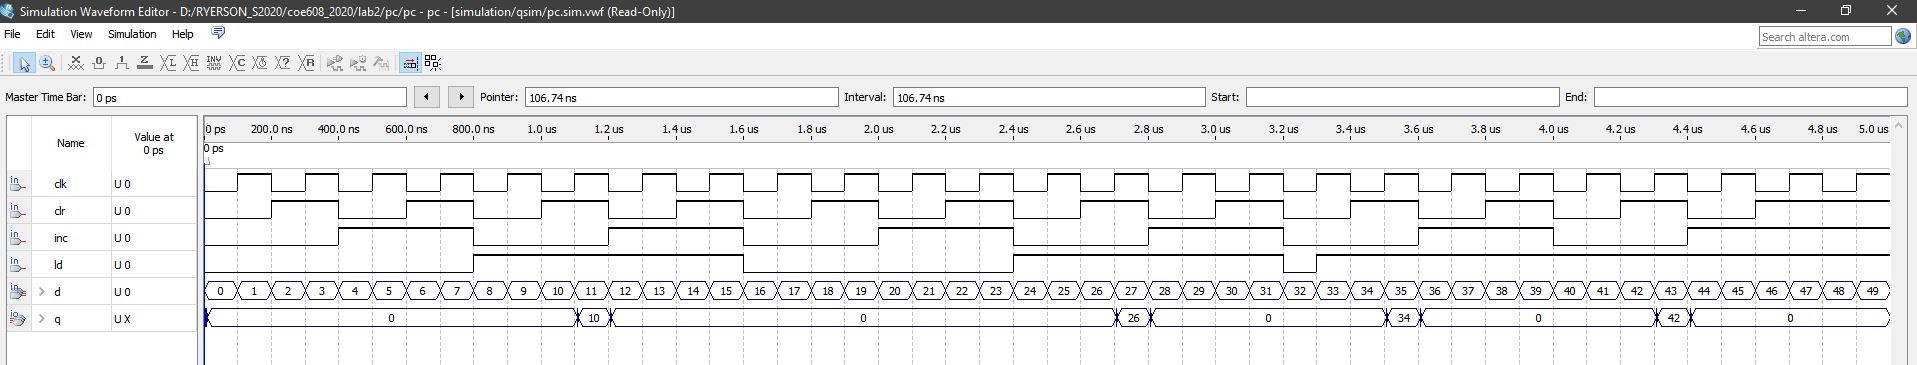 Simulation Waveform Editor - D:/RYERSON_S2020/coe608_2020/lab2/pc/pc - pc - [simulation/qsim/pc.sim.vwf (Read-Only)]
File Edit View Simulation Help
Search altera.com
Master Time Bar: 0 ps Pointer: 106.74 ns Interval: 106.74 ns Start: End:
Name Value at 0 ps 0 ps 200.0 ns 400.0 ns 600.0 ns 800.0 ns 1.0 us 1.2 us 1.4 us 1.6 us 1.8 us 2.0 us 2.2 us 2.4 us 2.6 us 2.8 us 3.0 us 3.2 us 3.4 us 3.6 us 3.8 us 4.0 us 4.2 us 4.4 us 4.6 us 4.8 us 5.0 us
0 ps
in clk U 0
in clr U 0
in inc U 0
in ld U 0
in d U 0 0 1 2 3 4 5 6 7 8 9 10 11 12 13 14 15 16 17 18 19 20 21 22 23 24 25 26 27 28 29 30 31 32 33 34 35 36 37 38 39 40 41 42 43 44 45 46 47 48 49
io q U X 0 10 0 26 0 34 0 42 0